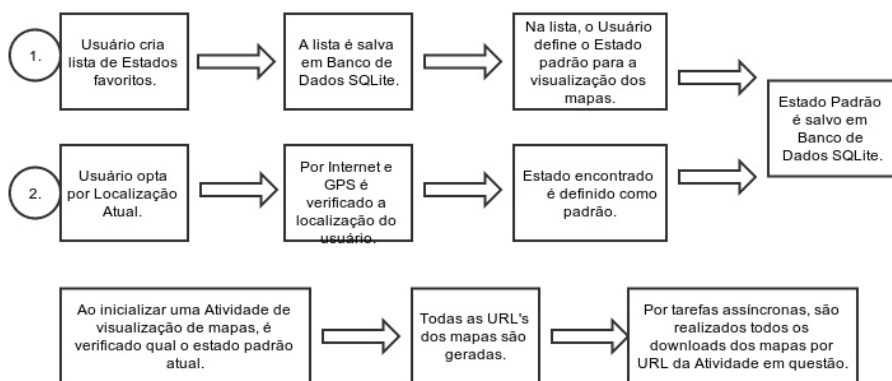 1.
Usuário cria
lista de Estados
favoritos.
A lista é salva
em Banco de
Dados SQLite.
Na lista, o Usuário
define o Estado
padrão para a
visualização dos
mapas.
Estado Padrão
é salvo em
Banco de
Dados SQLite.
2.
Usuário opta
por Localização
Atual.
Por Internet e
GPS é
verificado a
localização do
usuário.
Estado encontrado
é definido como
padrão.
Ao inicializar uma Atividade de
visualização de mapas, é
verificado qual o estado padrão
atual.
Todas as URL's
dos mapas são
geradas.
Por tarefas assíncronas, são
realizados todos os
downloads dos mapas por
URL da Atividade em questão.